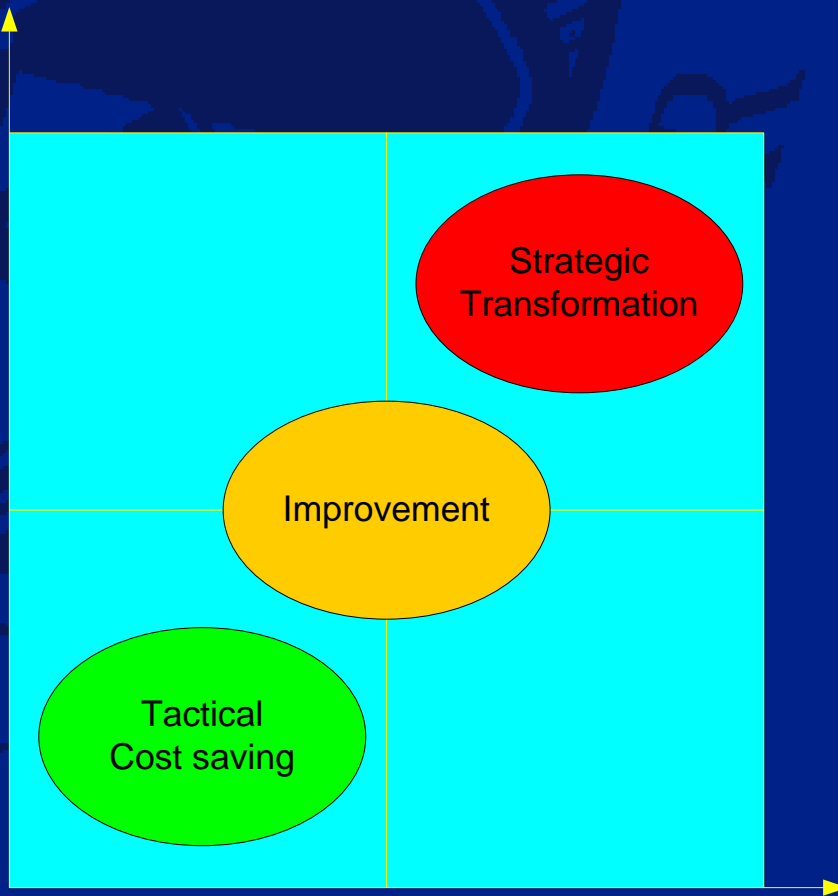 Strategic
Transformation
Improvement
Tactical
Cost saving